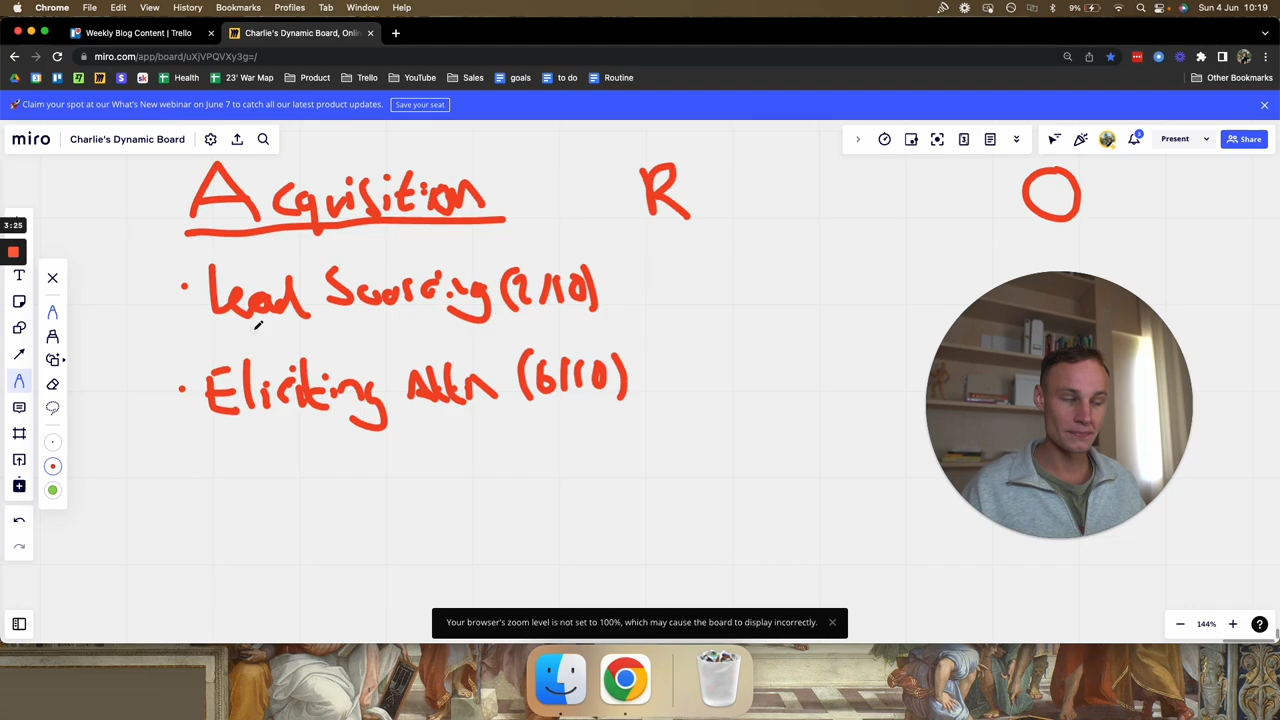 Chrome File Edit View History Bookmarks Profiles Tab Window Help 9% Sun 4 Jun 10:19
Weekly Blog Content | Trello Charlie's Dynamic Board, Onlin
miro.com/app/board/uXjVPQVXy3g=/
Health 23' War Map Product Trello YouTube Sales goals to do Routine Other Bookmarks
🚀 Claim your spot at our What's New webinar on June 7 to catch all our latest product updates. Save your seat
miro Charlie's Dynamic Board 3 Present Share
Acquisition R O
3:25
• Lead Scoring (2/10)
• Eliciting Attn (6/10)
Your browser's zoom level is not set to 100%, which may cause the board to display incorrectly.
144%